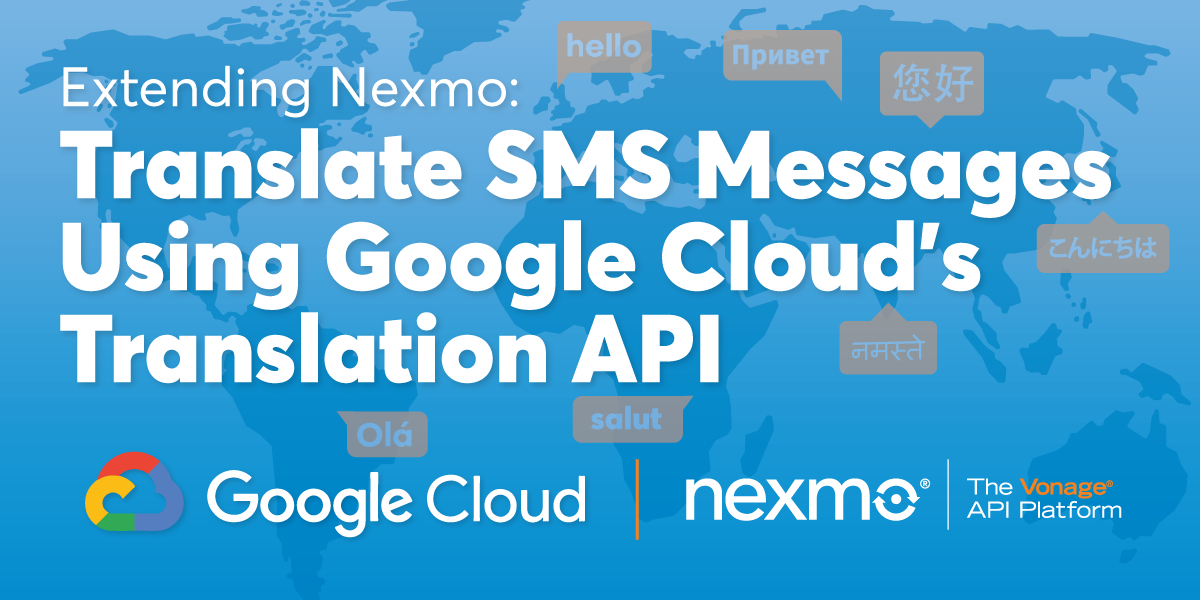 hello
Привет
您好
Extending Nexmo:
Translate SMS Messages
Using Google Cloud's
Translation API
こんにちは
नमस्ते
Olá
salut
Google Cloud
nexmo®
The Vonage®
API Platform